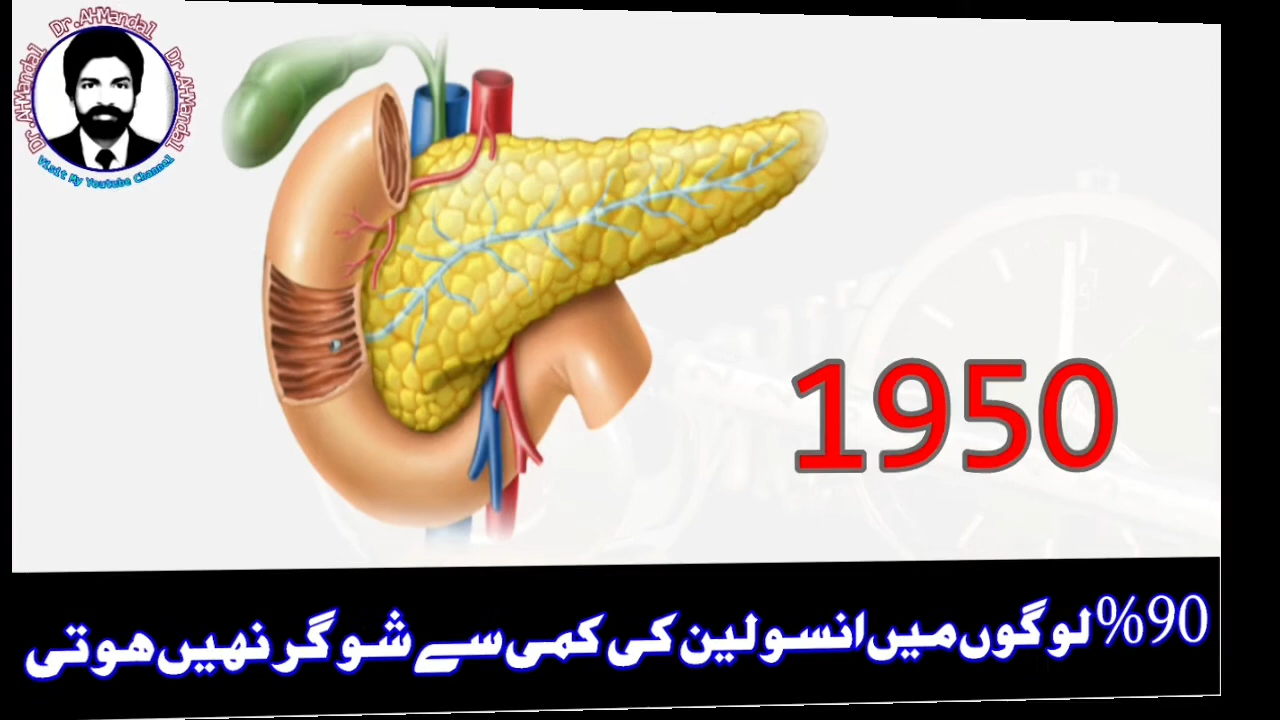 Dr.AHMandal Dr.AHMandal Dr.AHMandal
Visit My Youtube Channel
1950
90% لوگوں میں انسولین کی کمی سے شوگر نہیں ھوتی